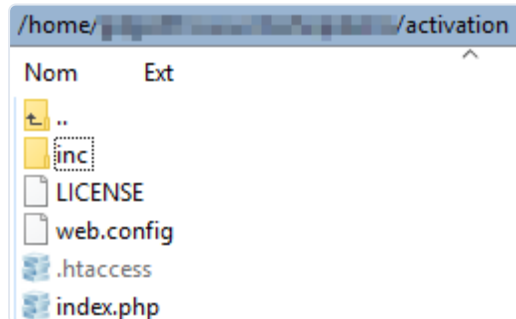 /home/ /activation
Nom Ext
..
inc
LICENSE
web.config
.htaccess
index.php